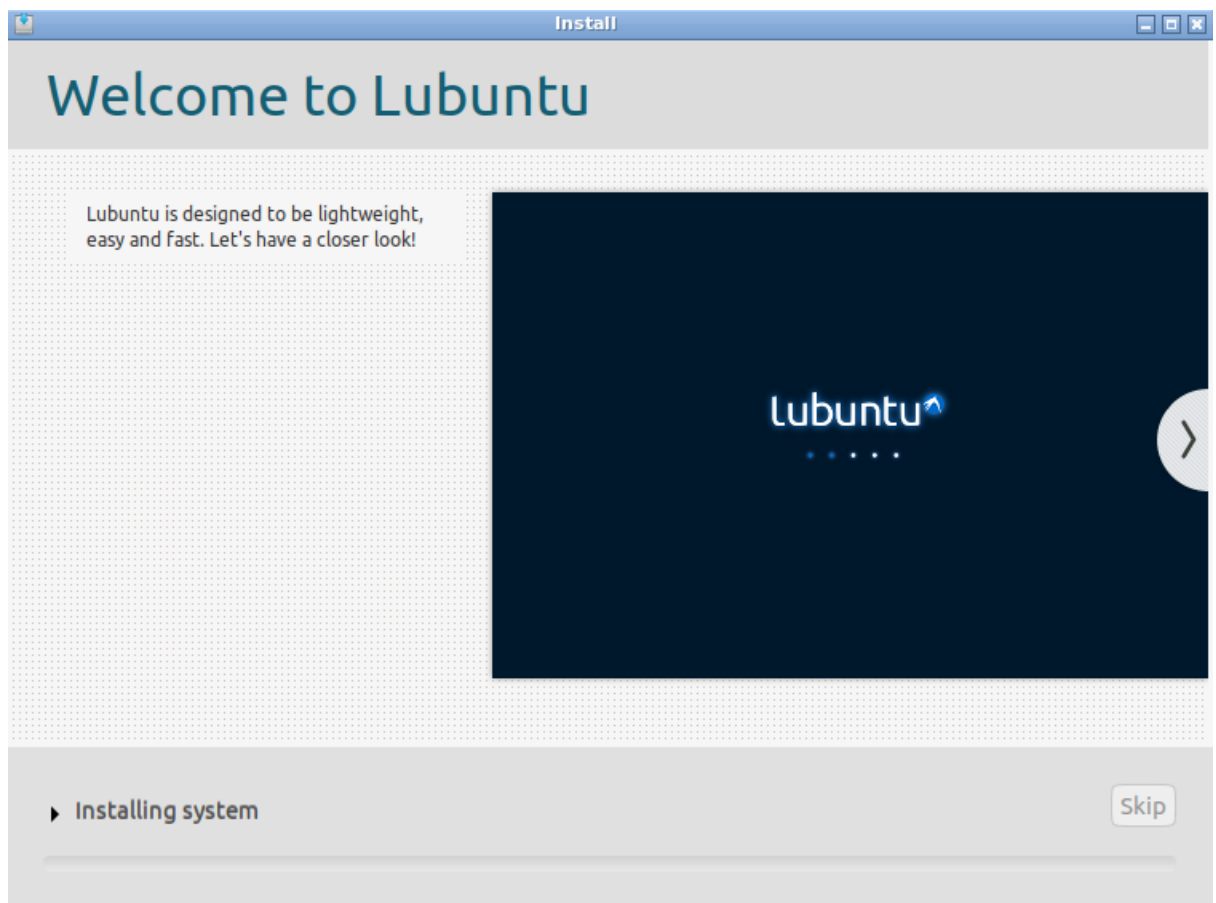 Install
Welcome to Lubuntu
Lubuntu is designed to be lightweight,
easy and fast. Let's have a closer look!
lubuntu
Installing system
Skip